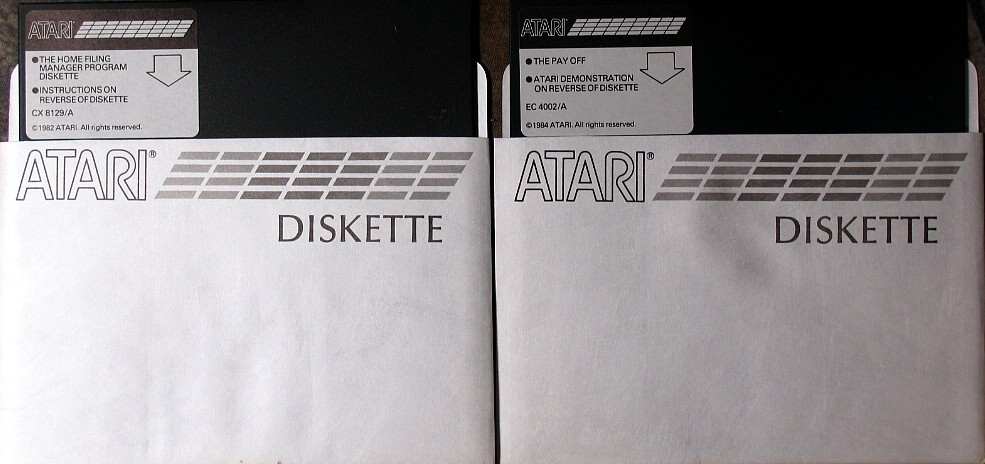 ATARI
● THE HOME FILING
MANAGER PROGRAM
DISKETTE
● INSTRUCTIONS ON
REVERSE OF DISKETTE
CX 8129/A
©1982 ATARI. All rights reserved.
ATARI®
DISKETTE
ATARI
● THE PAY OFF
● ATARI DEMONSTRATION
ON REVERSE OF DISKETTE
EC 4002/A
©1984 ATARI. All rights reserved.
ATARI®
DISKETTE